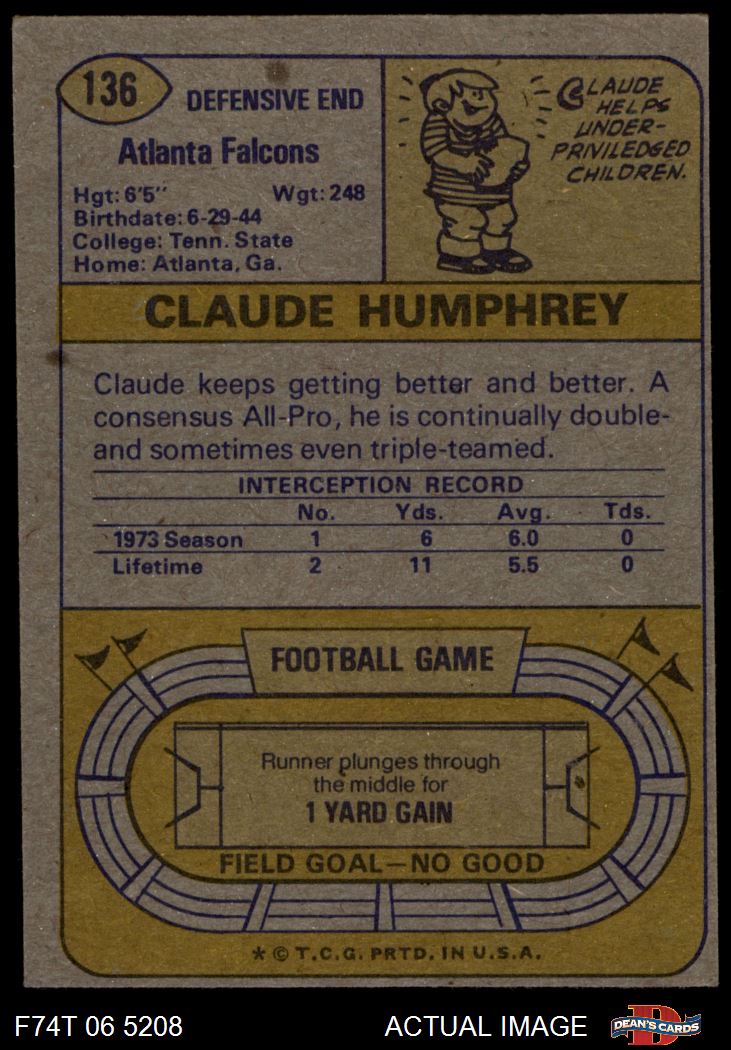 136
DEFENSIVE END
Atlanta Falcons
Hgt: 6'5" Wgt: 248
Birthdate: 6-29-44
College: Tenn. State
Home: Atlanta, Ga.
CLAUDE
HELPS
UNDER-
PRIVILEDGED
CHILDREN.
CLAUDE HUMPHREY
Claude keeps getting better and better. A
consensus All-Pro, he is continually double-
and sometimes even triple-teamed.
INTERCEPTION RECORD
No. Yds. Avg. Tds.
1973 Season 1 6 6.0 0
Lifetime 2 11 5.5 0
FOOTBALL GAME
Runner plunges through
the middle for
1 YARD GAIN
FIELD GOAL—NO GOOD
* © T.C.G. PRTD. IN U.S.A.
F74T 06 5208 ACTUAL IMAGE D DEAN'S CARDS